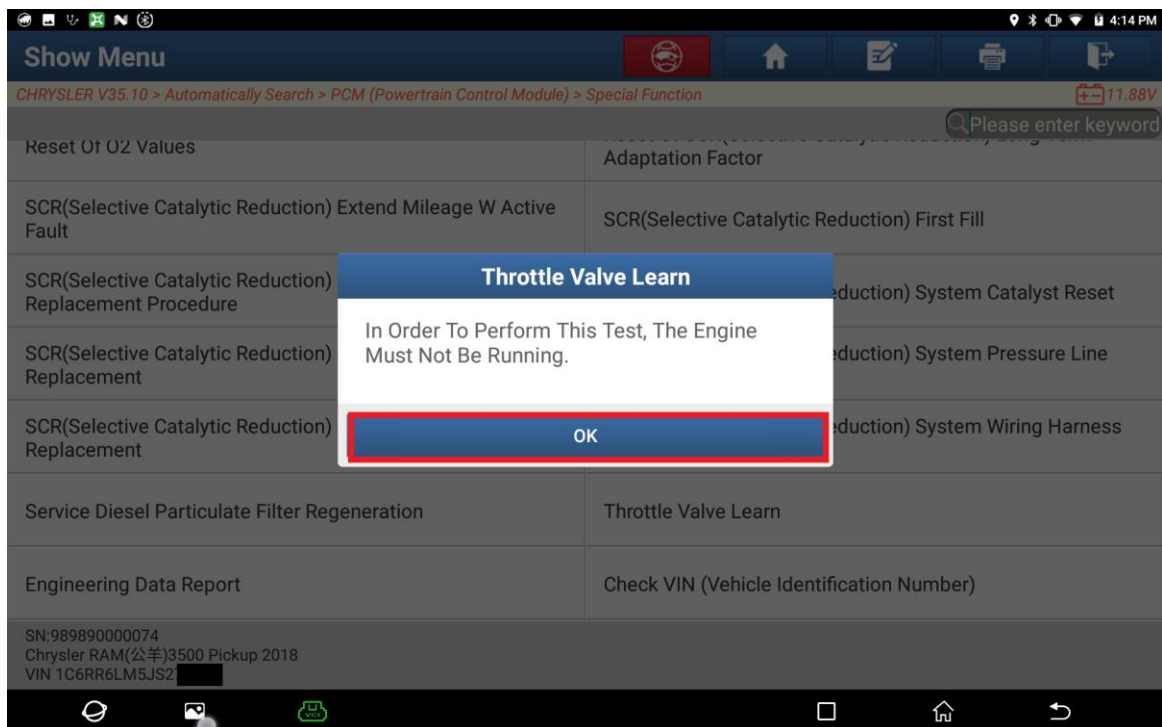 4:14 PM
Show Menu
CHRYSLER V35.10 > Automatically Search > PCM (Powertrain Control Module) > Special Function
11.88V
Please enter keyword
Reset Of O2 Values
Adaptation Factor
SCR(Selective Catalytic Reduction) Extend Mileage W Active
Fault
SCR(Selective Catalytic Reduction) First Fill
SCR(Selective Catalytic Reduction)
Replacement Procedure
eduction) System Catalyst Reset
SCR(Selective Catalytic Reduction)
Replacement
eduction) System Pressure Line
SCR(Selective Catalytic Reduction)
Replacement
eduction) System Wiring Harness
Throttle Valve Learn
In Order To Perform This Test, The Engine
Must Not Be Running.
OK
Service Diesel Particulate Filter Regeneration
Throttle Valve Learn
Engineering Data Report
Check VIN (Vehicle Identification Number)
SN:989890000074
Chrysler RAM(公羊)3500 Pickup 2018
VIN 1C6RR6LM5JS2
VCI